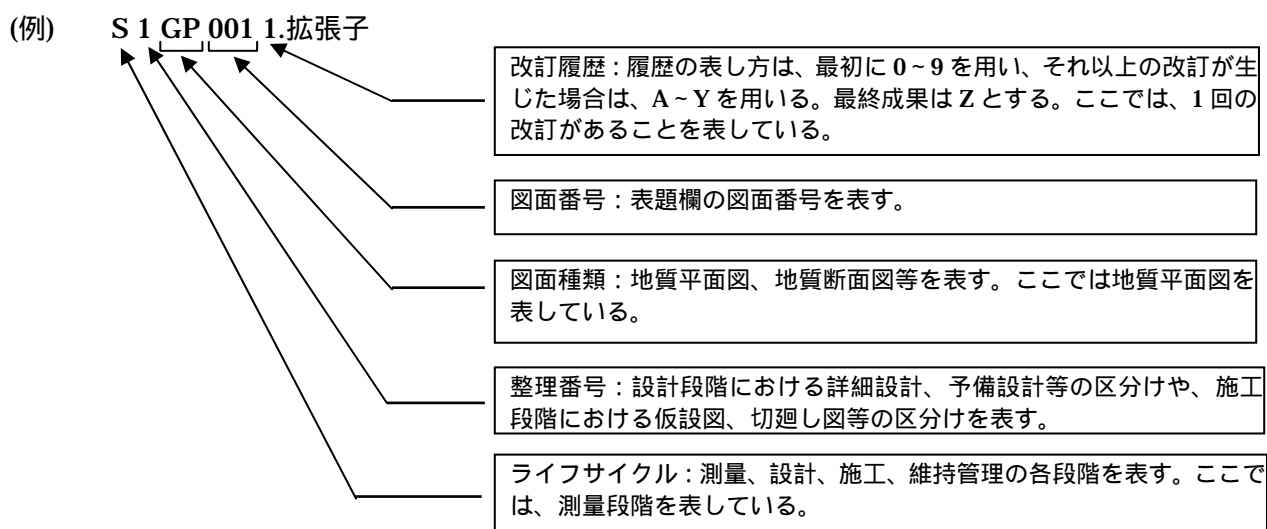 (例) S 1 GP 001 1.拡張子
改訂履歴：履歴の表し方は、最初に 0~9 を用い、それ以上の改訂が生
じた場合は、A~Y を用いる。最終成果は Z とする。ここでは、1 回の
改訂があることを表している。
図面番号：表題欄の図面番号を表す。
図面種類：地質平面図、地質断面図等を表す。ここでは地質平面図を
表している。
整理番号：設計段階における詳細設計、予備設計等の区分けや、施工
段階における仮設図、切廻し図等の区分けを表す。
ライフサイクル：測量、設計、施工、維持管理の各段階を表す。ここで
は、測量段階を表している。